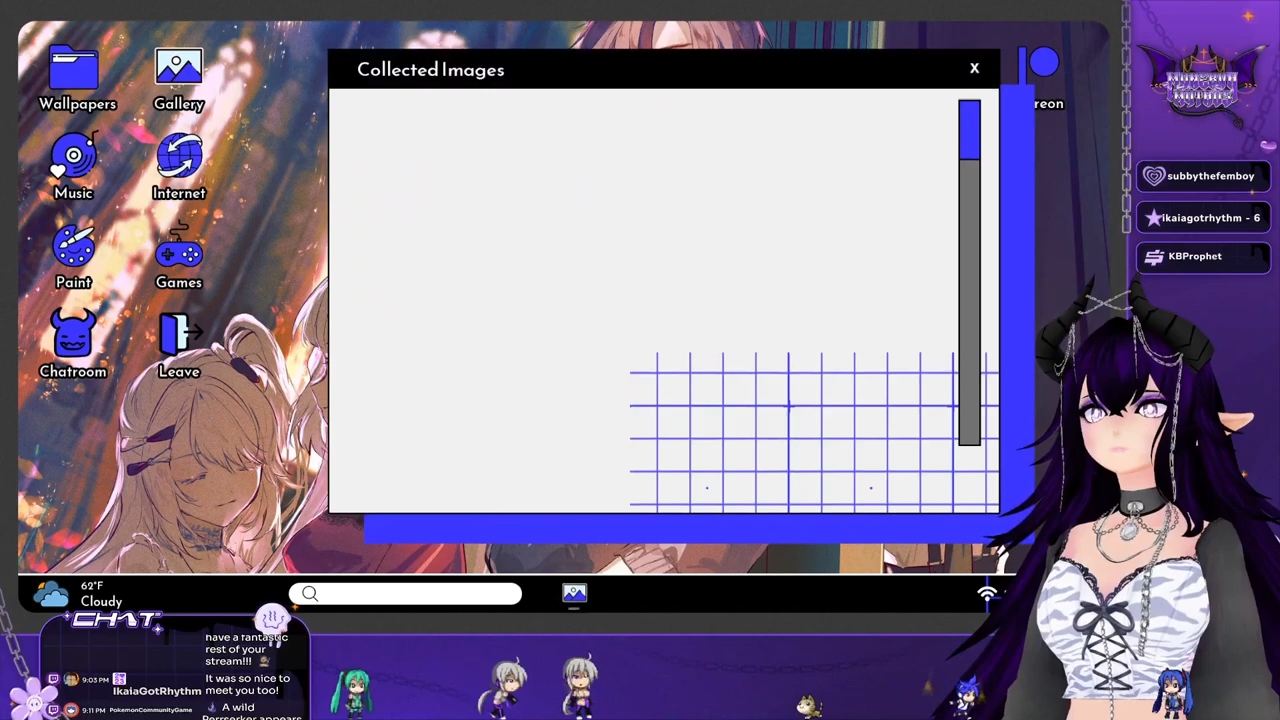 Collected Images
X
Wallpapers
Gallery
reon
Music
Internet
Paint
Games
Chatroom
Leave
62°F
Cloudy
CHAT
have a fantastic
rest of your
stream!!!
9:03 PM
IkaiaGotRhythm
It was so nice to
meet you too!
9:11 PM PokemonCommunityGame
A wild
Perrserker appears
subbythefemboy
ikaiagotrhythm - 6
KBProphet